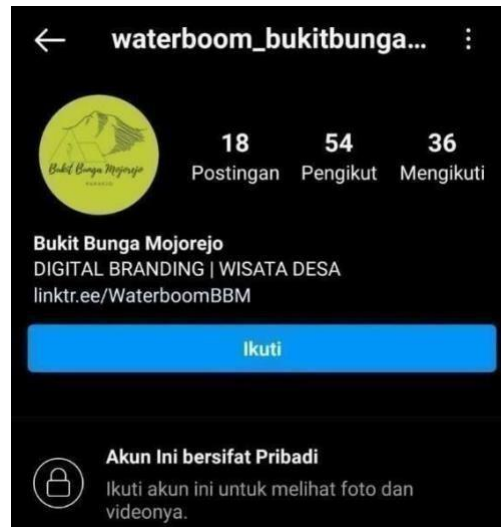 waterboom_bukitbunga...
18 54 36
Postingan Pengikut Mengikuti
Bukit Bunga Mojorejo
Bukit Bunga Mojorejo
DIGITAL BRANDING | WISATA DESA
linktr.ee/WaterboomBBM
Ikuti
Akun Ini bersifat Pribadi
Ikuti akun ini untuk melihat foto dan
videonya.